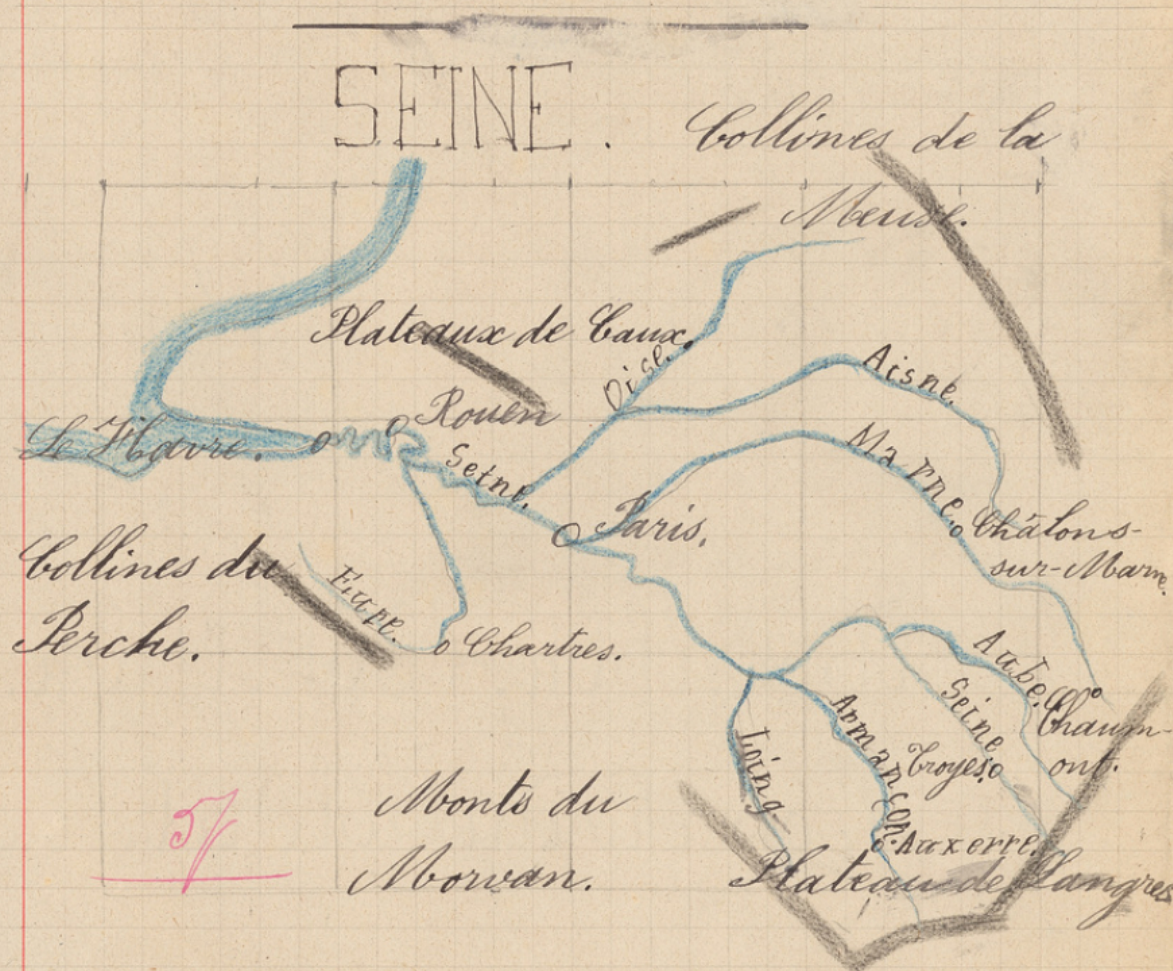 SEINE.
Collines de la
Meuse.
Plateaux de Caux.
Oise.
Aisne.
Rouen
Le Havre.
Seine.
Marne.
Paris.
Châlons-
sur-Marne.
Collines du
Perche.
Eure.
Chartres.
Aube.
Seine
Chaum-
ont.
Armançon.
Loing
Troyes.
Monts du
Morvan.
Auxerre.
Plateau de Langres